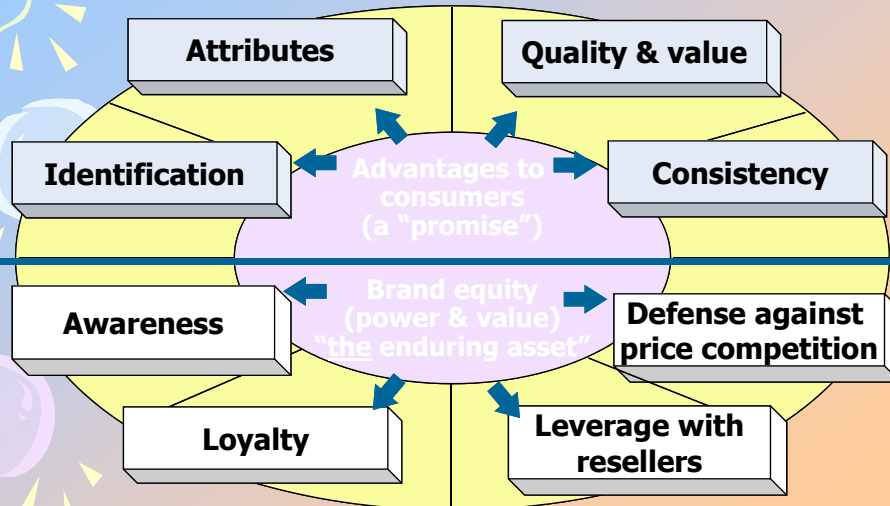 Attributes
Quality & value
Identification
Advantages to
consumers
(a “promise”)
Consistency
Awareness
Brand equity
(power & value)
“the enduring asset”
Defense against
price competition
Loyalty
Leverage with
resellers